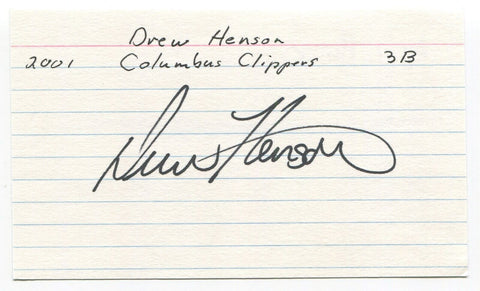 Drew Henson
2001 Columbus Clippers 3B
Drew Henson